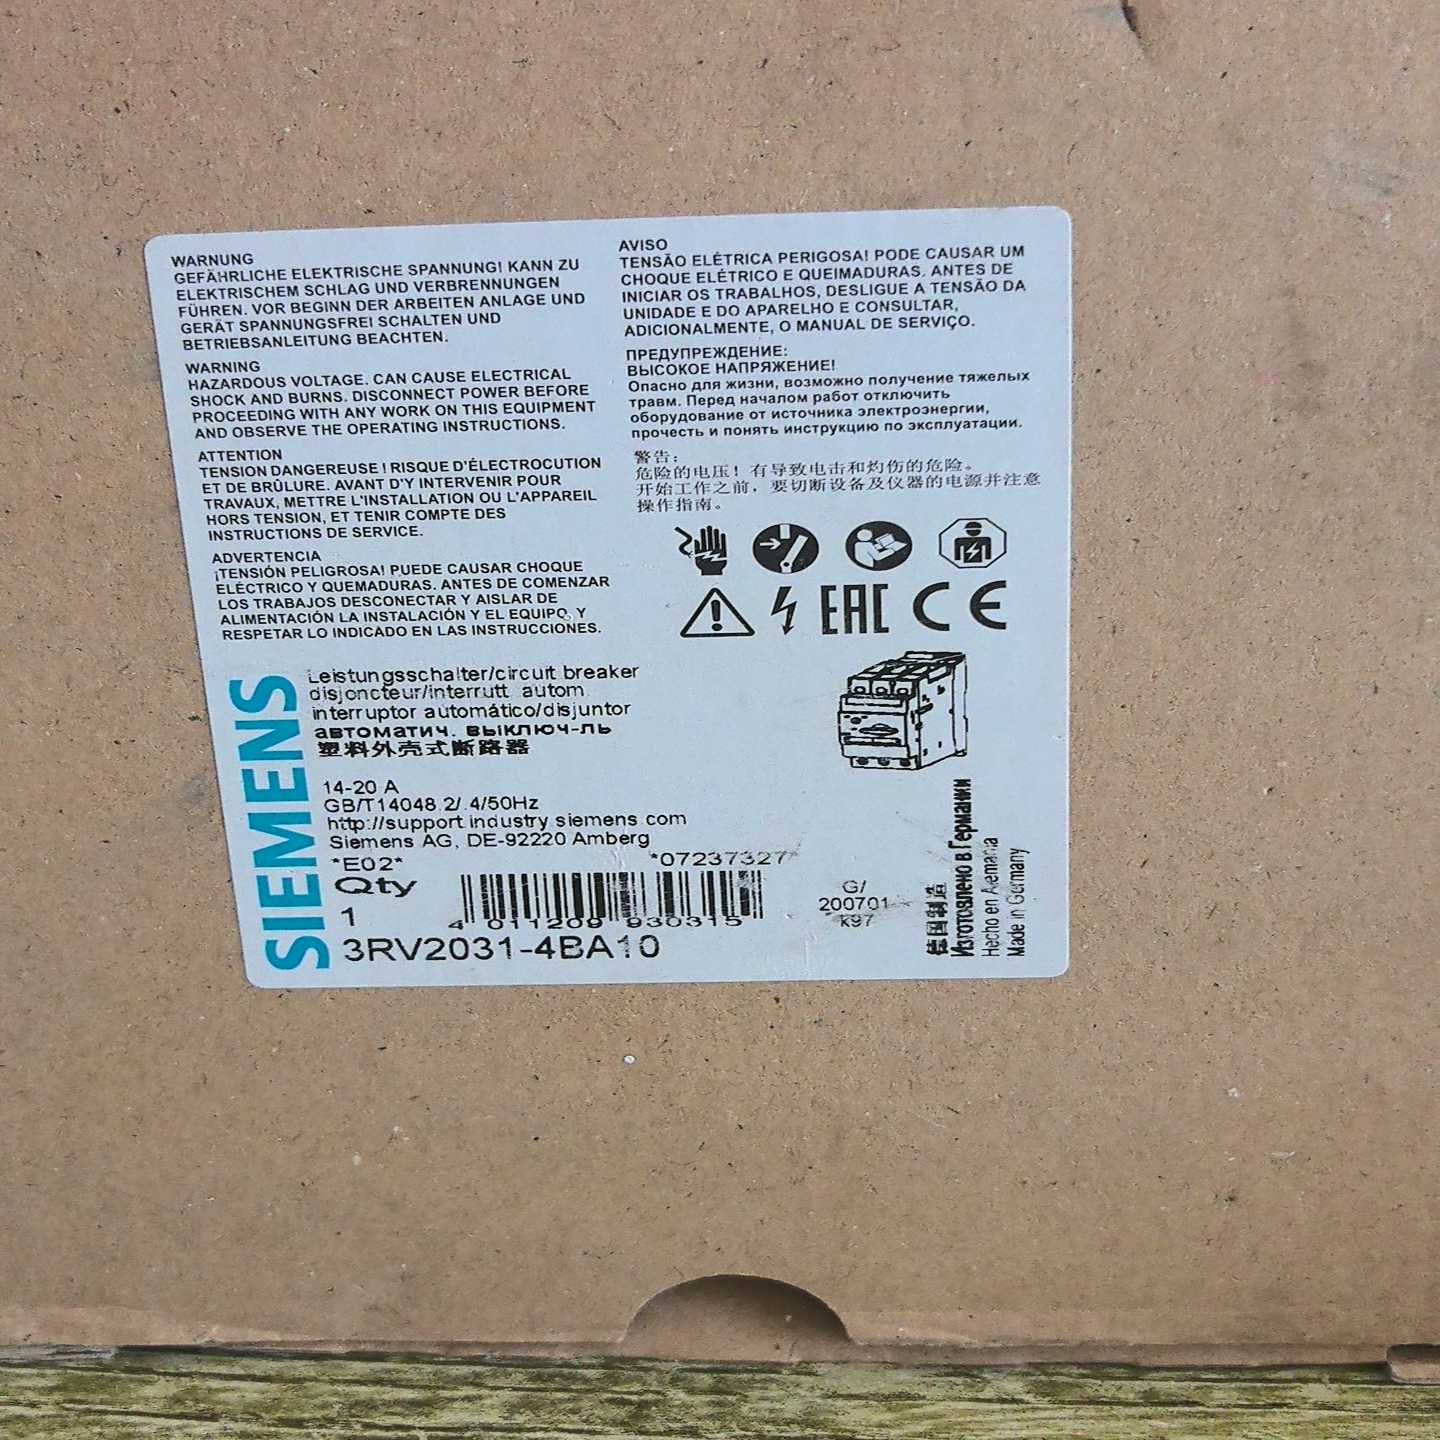 WARNUNG
GEFÄHRLICHE ELEKTRISCHE SPANNUNG! KANN ZU
ELEKTRISCHEM SCHLAG UND VERBRENNUNGEN
FÜHREN. VOR BEGINN DER ARBEITEN ANLAGE UND
GERÄT SPANNUNGSFREI SCHALTEN UND
BETRIEBSANLEITUNG BEACHTEN.
WARNING
HAZARDOUS VOLTAGE. CAN CAUSE ELECTRICAL
SHOCK AND BURNS. DISCONNECT POWER BEFORE
PROCEEDING WITH ANY WORK ON THIS EQUIPMENT
AND OBSERVE THE OPERATING INSTRUCTIONS.
ATTENTION
TENSION DANGEREUSE ! RISQUE D'ÉLECTROCUTION
ET DE BRÛLURE. AVANT D'Y INTERVENIR POUR
TRAVAUX, METTRE L'INSTALLATION OU L'APPAREIL
HORS TENSION, ET TENIR COMPTE DES
INSTRUCTIONS DE SERVICE.
ADVERTENCIA
¡TENSIÓN PELIGROSA! PUEDE CAUSAR CHOQUE
ELÉCTRICO Y QUEMADURAS. ANTES DE COMENZAR
LOS TRABAJOS DESCONECTAR Y AISLAR DE
ALIMENTACIÓN LA INSTALACIÓN Y EL EQUIPO, Y
RESPETAR LO INDICADO EN LAS INSTRUCCIONES.
AVISO
TENSÃO ELÉTRICA PERIGOSA! PODE CAUSAR UM
CHOQUE ELÉTRICO E QUEIMADURAS. ANTES DE
INICIAR OS TRABALHOS, DESLIGUE A TENSÃO DA
UNIDADE E DO APARELHO E CONSULTAR,
ADICIONALMENTE, O MANUAL DE SERVIÇO.
ПРЕДУПРЕЖДЕНИЕ:
ВЫСОКОЕ НАПРЯЖЕНИЕ!
Опасно для жизни, возможно получение тяжелых
травм. Перед началом работ отключить
оборудование от источника электроэнергии,
прочесть и понять инструкцию по эксплуатации.
警告:
危险的电压! 有导致电击和灼伤的危险。
开始工作之前，要切断设备及仪器的电源并注意
操作指南。
EAC CE
SIEMENS
Leistungsschalter/circuit breaker
disjoncteur/interrutt. autom.
interruptor automático/disjuntor
автоматич. выключ-ль
塑料外壳式断路器
14-20 A
GB/T14048.2/.4/50Hz
http://support.industry.siemens.com
Siemens AG, DE-92220 Amberg
*E02*
*07237327*
Qty
1
4 011209 930315
3RV2031-4BA10
G/
200701
k97
德国制造
Изготовлено в Германии
Hecho en Alemania
Made in Germany